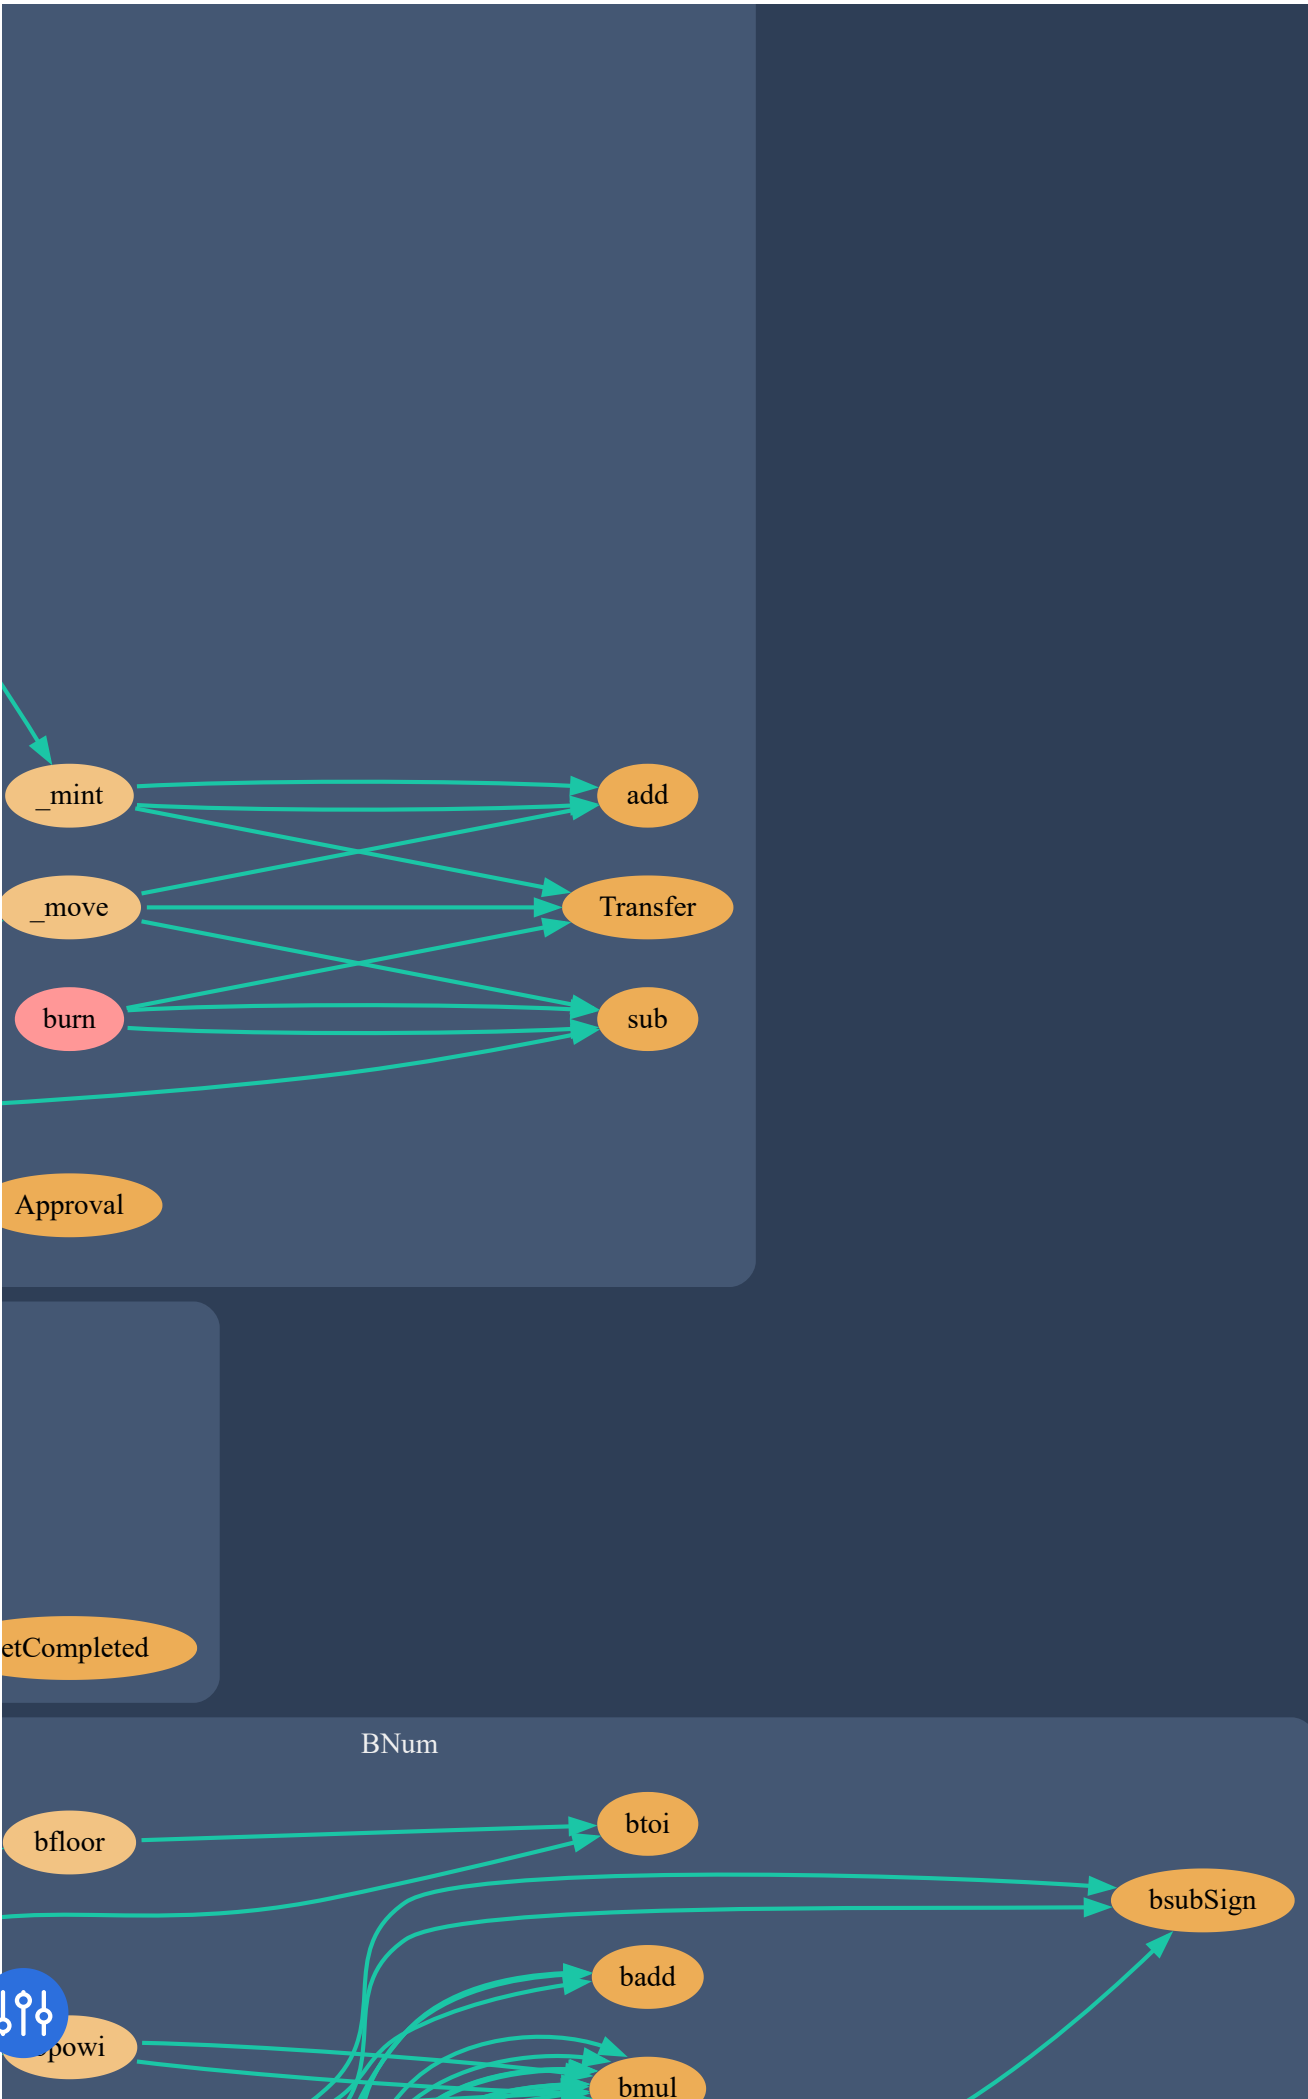 _mint
add
_move
Transfer
burn
sub
Approval
etCompleted
BNum
bfloor
btoi
bsubSign
badd
powi
bmul